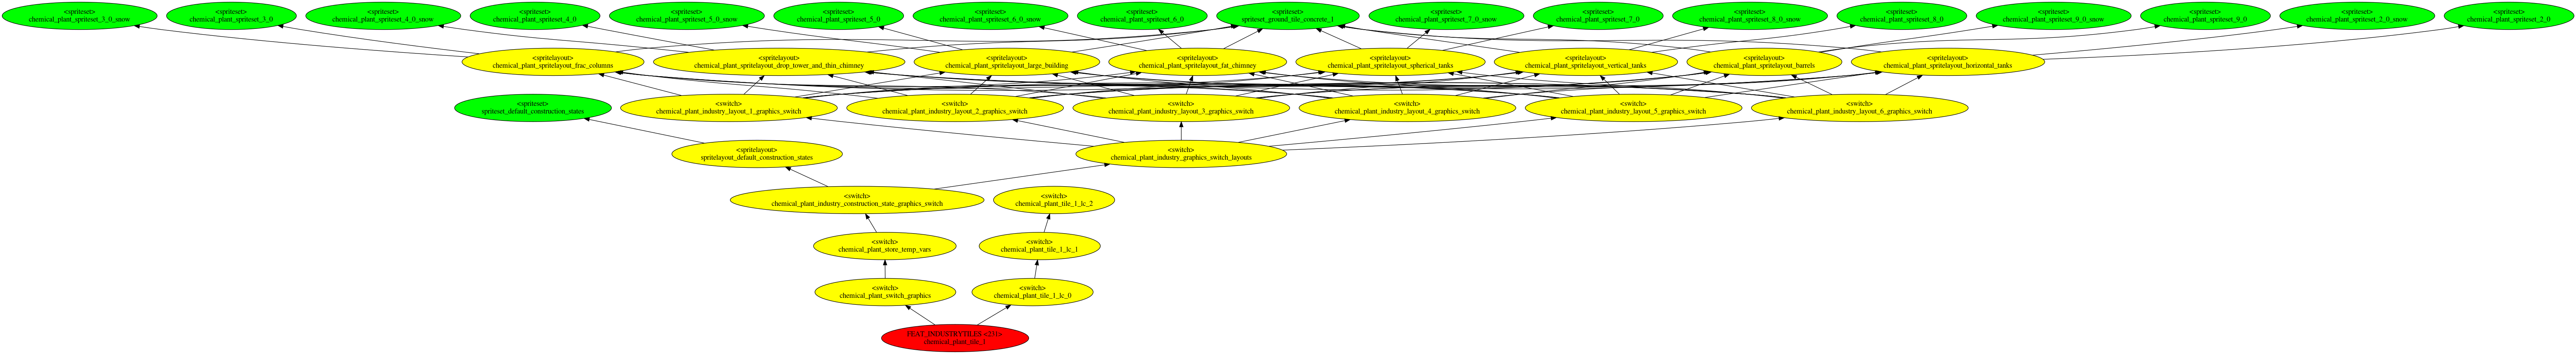 <spriteset>
chemical_plant_spriteset_3_0_snow
<spriteset>
chemical_plant_spriteset_3_0
<spriteset>
chemical_plant_spriteset_4_0_snow
<spriteset>
chemical_plant_spriteset_4_0
<spriteset>
chemical_plant_spriteset_5_0_snow
<spriteset>
chemical_plant_spriteset_5_0
<spriteset>
chemical_plant_spriteset_6_0_snow
<spriteset>
chemical_plant_spriteset_6_0
<spriteset>
spriteset_ground_tile_concrete_1
<spriteset>
chemical_plant_spriteset_7_0_snow
<spriteset>
chemical_plant_spriteset_7_0
<spriteset>
chemical_plant_spriteset_8_0_snow
<spriteset>
chemical_plant_spriteset_8_0
<spriteset>
chemical_plant_spriteset_9_0_snow
<spriteset>
chemical_plant_spriteset_9_0
<spriteset>
chemical_plant_spriteset_2_0_snow
<spriteset>
chemical_plant_spriteset_2_0
<spritelayout>
chemical_plant_spritelayout_frac_columns
<spritelayout>
chemical_plant_spritelayout_drop_tower_and_thin_chimney
<spritelayout>
chemical_plant_spritelayout_large_building
<spritelayout>
chemical_plant_spritelayout_fat_chimney
<spritelayout>
chemical_plant_spritelayout_spherical_tanks
<spritelayout>
chemical_plant_spritelayout_vertical_tanks
<spritelayout>
chemical_plant_spritelayout_barrels
<spritelayout>
chemical_plant_spritelayout_horizontal_tanks
<spriteset>
spriteset_default_construction_states
<switch>
chemical_plant_industry_layout_1_graphics_switch
<switch>
chemical_plant_industry_layout_2_graphics_switch
<switch>
chemical_plant_industry_layout_3_graphics_switch
<switch>
chemical_plant_industry_layout_4_graphics_switch
<switch>
chemical_plant_industry_layout_5_graphics_switch
<switch>
chemical_plant_industry_layout_6_graphics_switch
<spritelayout>
spritelayout_default_construction_states
<switch>
chemical_plant_industry_graphics_switch_layouts
<switch>
chemical_plant_industry_construction_state_graphics_switch
<switch>
chemical_plant_tile_1_lc_2
<switch>
chemical_plant_store_temp_vars
<switch>
chemical_plant_tile_1_lc_1
<switch>
chemical_plant_switch_graphics
<switch>
chemical_plant_tile_1_lc_0
FEAT_INDUSTRYTILES <231>
chemical_plant_tile_1